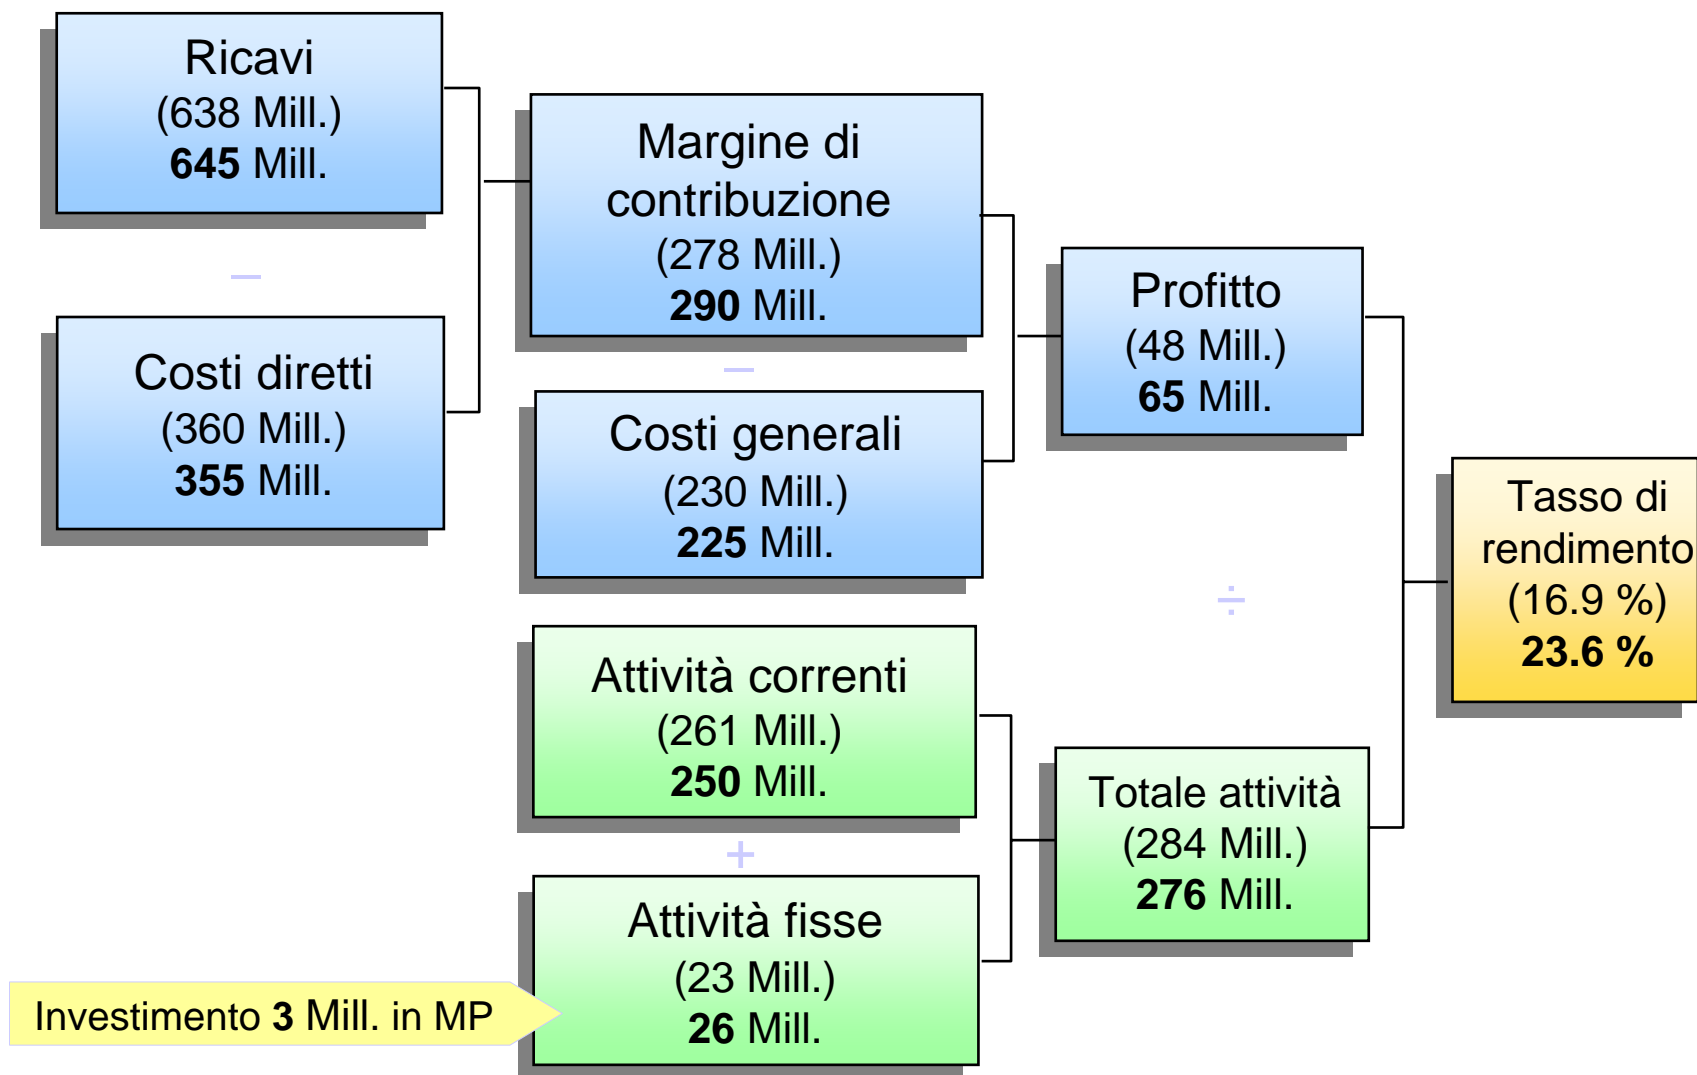 Ricavi
(638 Mill.)
645 Mill.
–
Costi diretti
(360 Mill.)
355 Mill.
Margine di
contribuzione
(278 Mill.)
290 Mill.
–
Costi generali
(230 Mill.)
225 Mill.
Profitto
(48 Mill.)
65 Mill.
÷
Tasso di
rendimento
(16.9 %)
23.6 %
Attività correnti
(261 Mill.)
250 Mill.
+
Attività fisse
(23 Mill.)
26 Mill.
Totale attività
(284 Mill.)
276 Mill.
Investimento 3 Mill. in MP